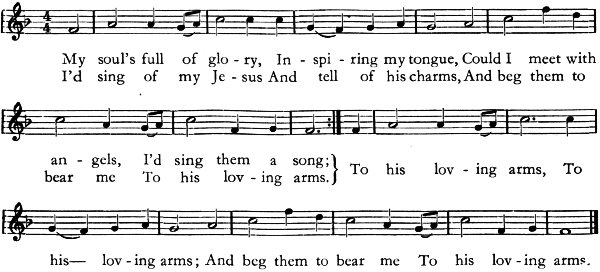 4
4
My soul's full of glo-ry, In-spi-ring my tongue, Could I meet with
I'd sing of my Je-sus And tell of his charms, And beg them to
an-gels, I'd sing them a song; To his lov-ing arms, To
bear me To his lov-ing arms.
his— lov-ing arms; And beg them to bear me To his lov-ing arms.